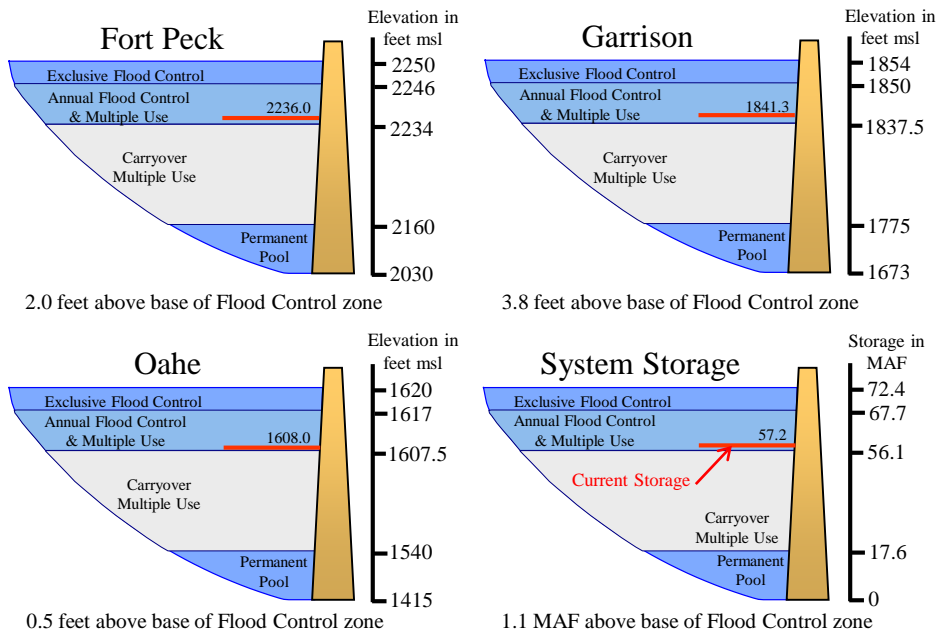 Fort Peck
Elevation in
feet msl
Exclusive Flood Control
Annual Flood Control
& Multiple Use
2236.0
Carryover
Multiple Use
Permanent
Pool
2250
2246
2234
2160
2030
2.0 feet above base of Flood Control zone
Garrison
Elevation in
feet msl
Exclusive Flood Control
Annual Flood Control
& Multiple Use
1841.3
Carryover
Multiple Use
Permanent
Pool
1854
1850
1837.5
1775
1673
3.8 feet above base of Flood Control zone
Oahe
Elevation in
feet msl
Exclusive Flood Control
Annual Flood Control
& Multiple Use
1608.0
Carryover
Multiple Use
Permanent
Pool
1620
1617
1607.5
1540
1415
0.5 feet above base of Flood Control zone
System Storage
Storage in
MAF
Exclusive Flood Control
Annual Flood Control
& Multiple Use
57.2
Current Storage
Carryover
Multiple Use
Permanent
Pool
72.4
67.7
56.1
17.6
0
1.1 MAF above base of Flood Control zone